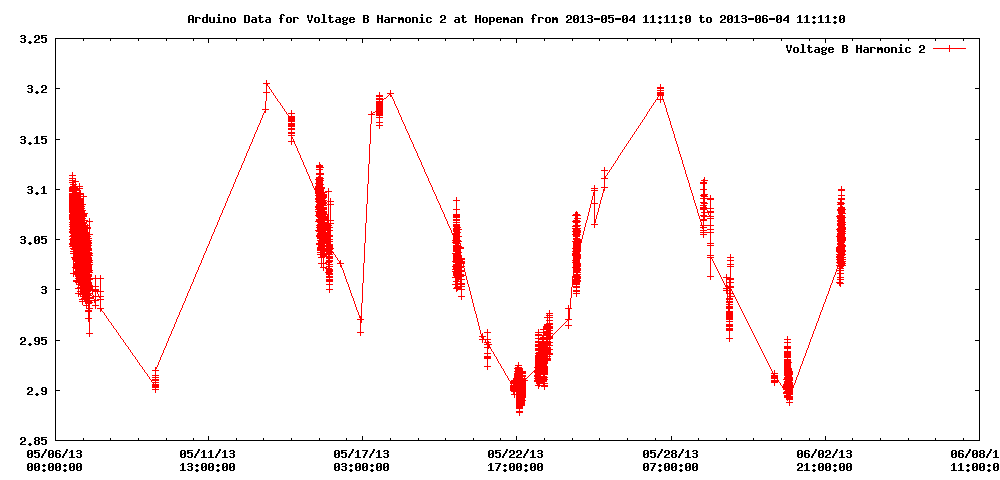 Arduino Data for Voltage B Harmonic 2 at Hopeman from 2013-05-04 11:11:0 to 2013-06-04 11:11:0
Voltage B Harmonic 2
3.25
3.2
3.15
3.1
3.05
3
2.95
2.9
2.85
05/06/13 05/11/13 05/17/13 05/22/13 05/28/13 06/02/13 06/08/1
00:00:00 13:00:00 03:00:00 17:00:00 07:00:00 21:00:00 11:00:0